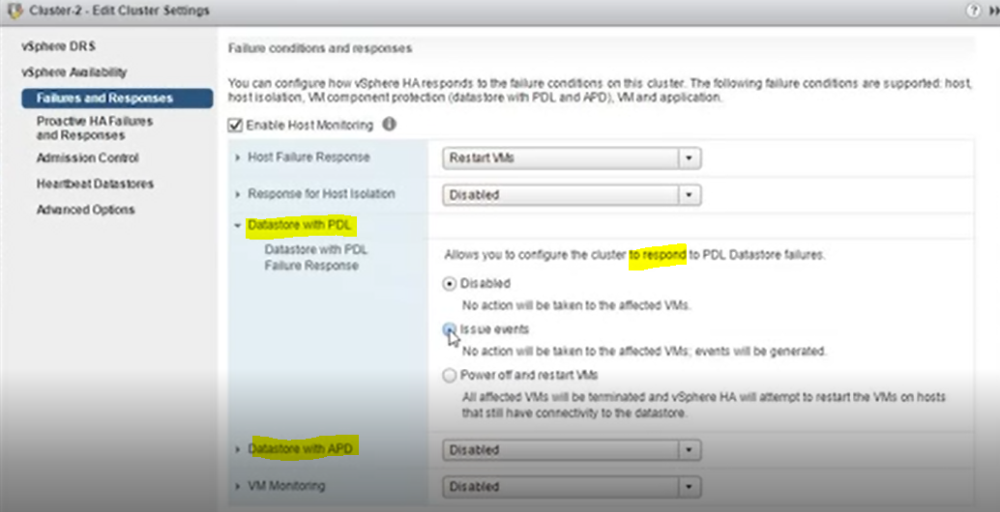 Cluster-2 - Edit Cluster Settings
vSphere DRS
vSphere Availability
Failures and Responses
Proactive HA Failures
and Responses
Admission Control
Heartbeat Datastores
Advanced Options
Failure conditions and responses
You can configure how vSphere HA responds to the failure conditions on this cluster. The following failure conditions are supported: host,
host isolation, VM component protection (datastore with PDL and APD), VM and application.
Enable Host Monitoring
Host Failure Response
Restart VMs
Response for Host Isolation
Disabled
Datastore with PDL
Datastore with PDL
Failure Response
Allows you to configure the cluster to respond to PDL Datastore failures.
Disabled
No action will be taken to the affected VMs.
Issue events
No action will be taken to the affected VMs; events will be generated.
Power off and restart VMs
All affected VMs will be terminated and vSphere HA will attempt to restart the VMs on hosts
that still have connectivity to the datastore.
Datastore with APD
Disabled
VM Monitoring
Disabled